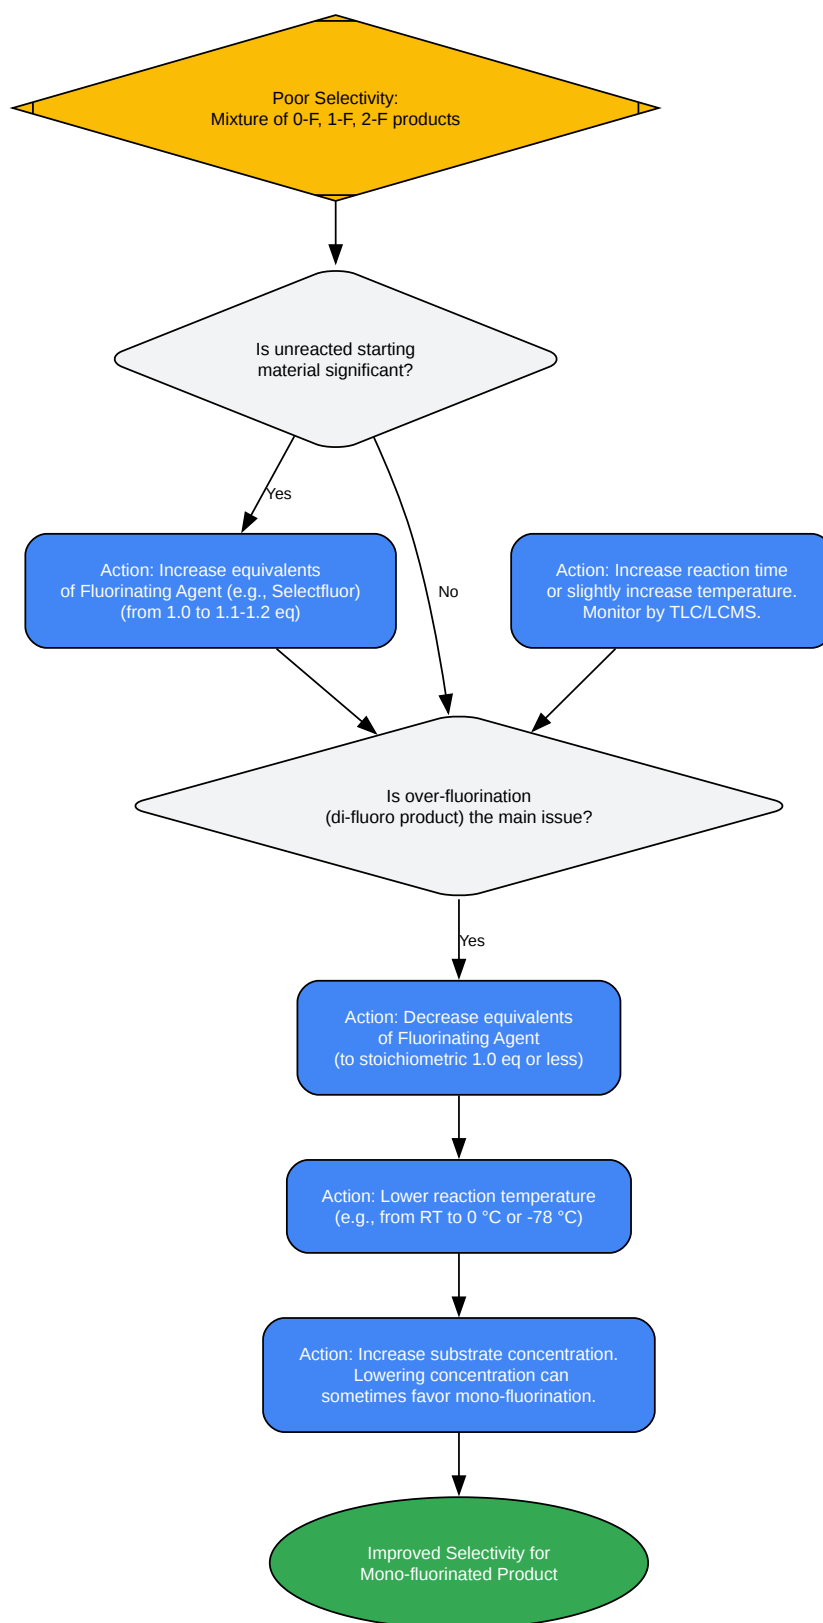 Poor Selectivity:
Mixture of 0-F, 1-F, 2-F products
Is unreacted starting
material significant?
Yes
Action: Increase equivalents
of Fluorinating Agent (e.g., Selectfluor)
(from 1.0 to 1.1-1.2 eq)
No
Action: Increase reaction time
or slightly increase temperature.
Monitor by TLC/LCMS.
Is over-fluorination
(di-fluoro product) the main issue?
Yes
Action: Decrease equivalents
of Fluorinating Agent
(to stoichiometric 1.0 eq or less)
Action: Lower reaction temperature
(e.g., from RT to 0 °C or -78 °C)
Action: Increase substrate concentration.
Lowering concentration can
sometimes favor mono-fluorination.
Improved Selectivity for
Mono-fluorinated Product